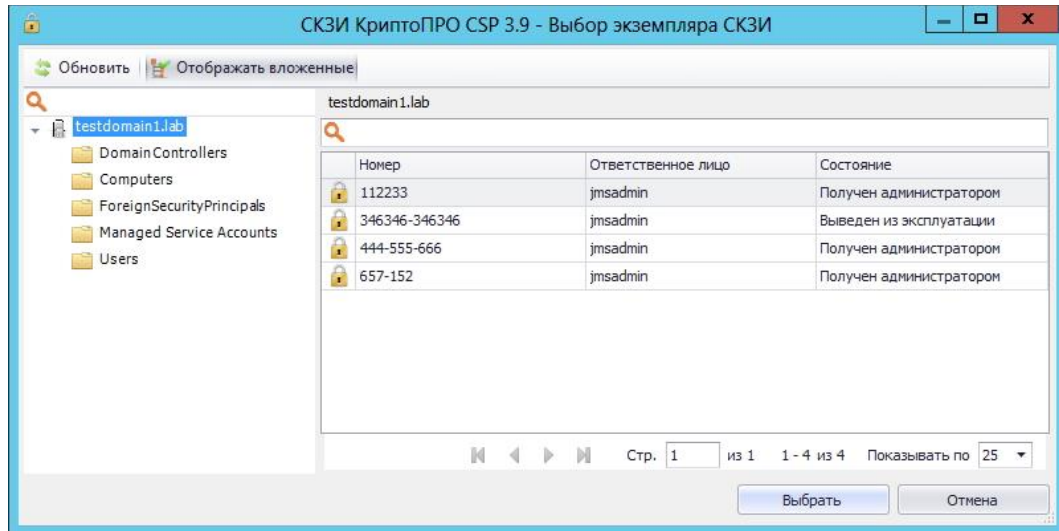 СКЗИ КриптоПРО CSP 3.9 - Выбор экземпляра СКЗИ
Обновить Отображать вложенные
testdomain1.lab
testdomain1.lab
Domain Controllers
Computers
ForeignSecurityPrincipals
Managed Service Accounts
Users
Номер Ответственное лицо Состояние
112233 jmsadmin Получен администратором
346346-346346 jmsadmin Выведен из эксплуатации
444-555-666 jmsadmin Получен администратором
657-152 jmsadmin Получен администратором
Стр. 1 из 1 1 - 4 из 4 Показывать по 25
Выбрать Отмена